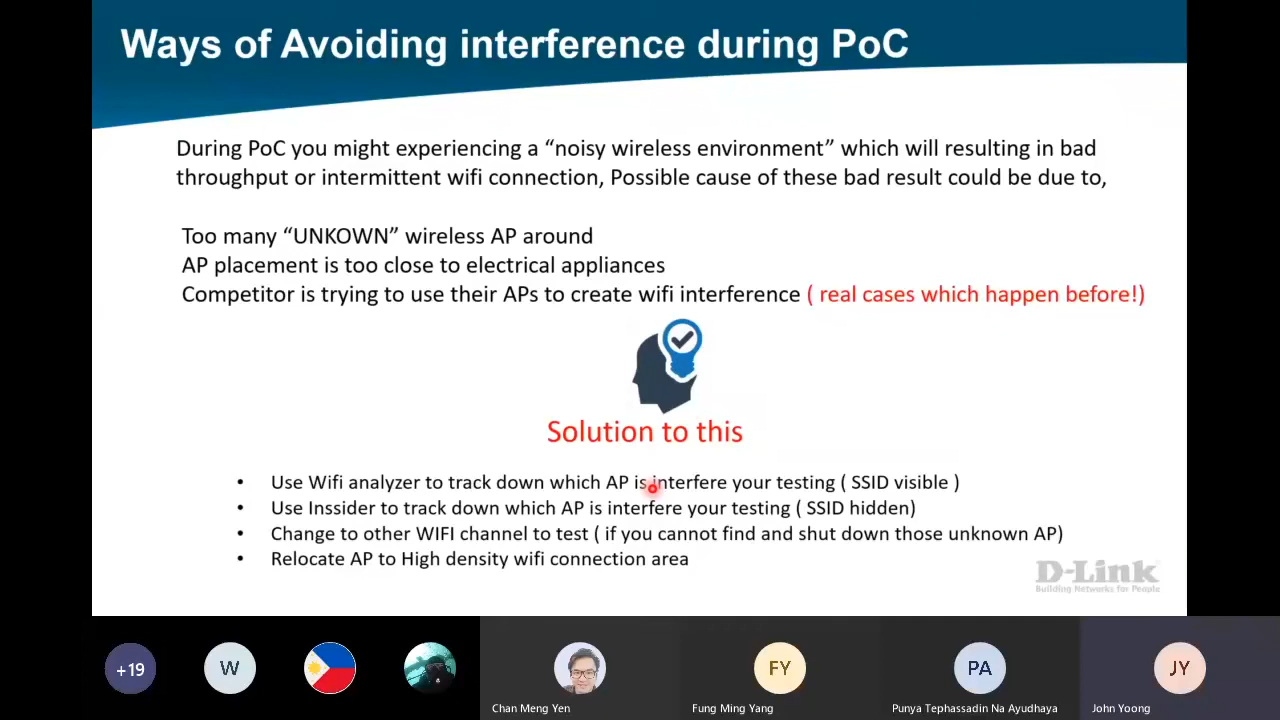 Ways of Avoiding interference during PoC
During PoC you might experiencing a “noisy wireless environment” which will resulting in bad
throughput or intermittent wifi connection, Possible cause of these bad result could be due to,
Too many “UNKOWN” wireless AP around
AP placement is too close to electrical appliances
Competitor is trying to use their APs to create wifi interference ( real cases which happen before!)
Solution to this
• Use Wifi analyzer to track down which AP is interfere your testing ( SSID visible )
• Use Inssider to track down which AP is interfere your testing ( SSID hidden)
• Change to other WIFI channel to test ( if you cannot find and shut down those unknown AP)
• Relocate AP to High density wifi connection area
D-Link
Building Networks for People
+19 W FY PA JY
Chan Meng Yen Fung Ming Yang Punya Tephassadin Na Ayudhaya John Yoong